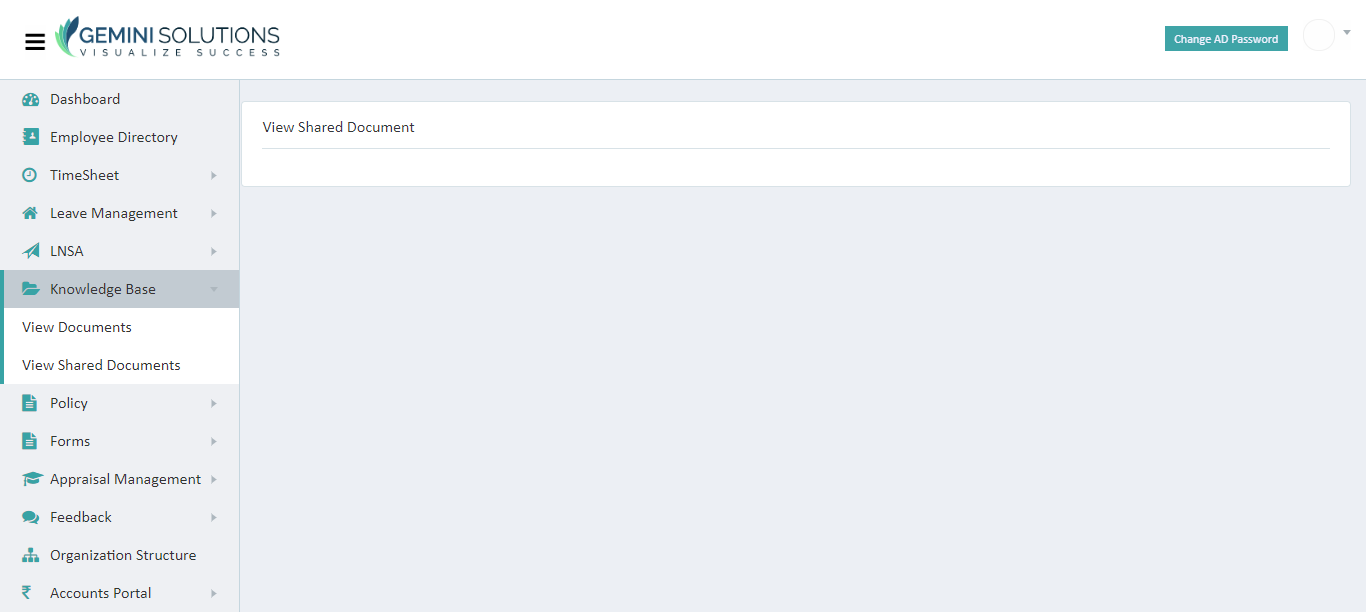 GEMINI SOLUTIONS
VISUALIZE SUCCESS
Change AD Password
Dashboard
Employee Directory
TimeSheet
Leave Management
LNSA
Knowledge Base
View Documents
View Shared Documents
Policy
Forms
Appraisal Management
Feedback
Organization Structure
₹ Accounts Portal
View Shared Document